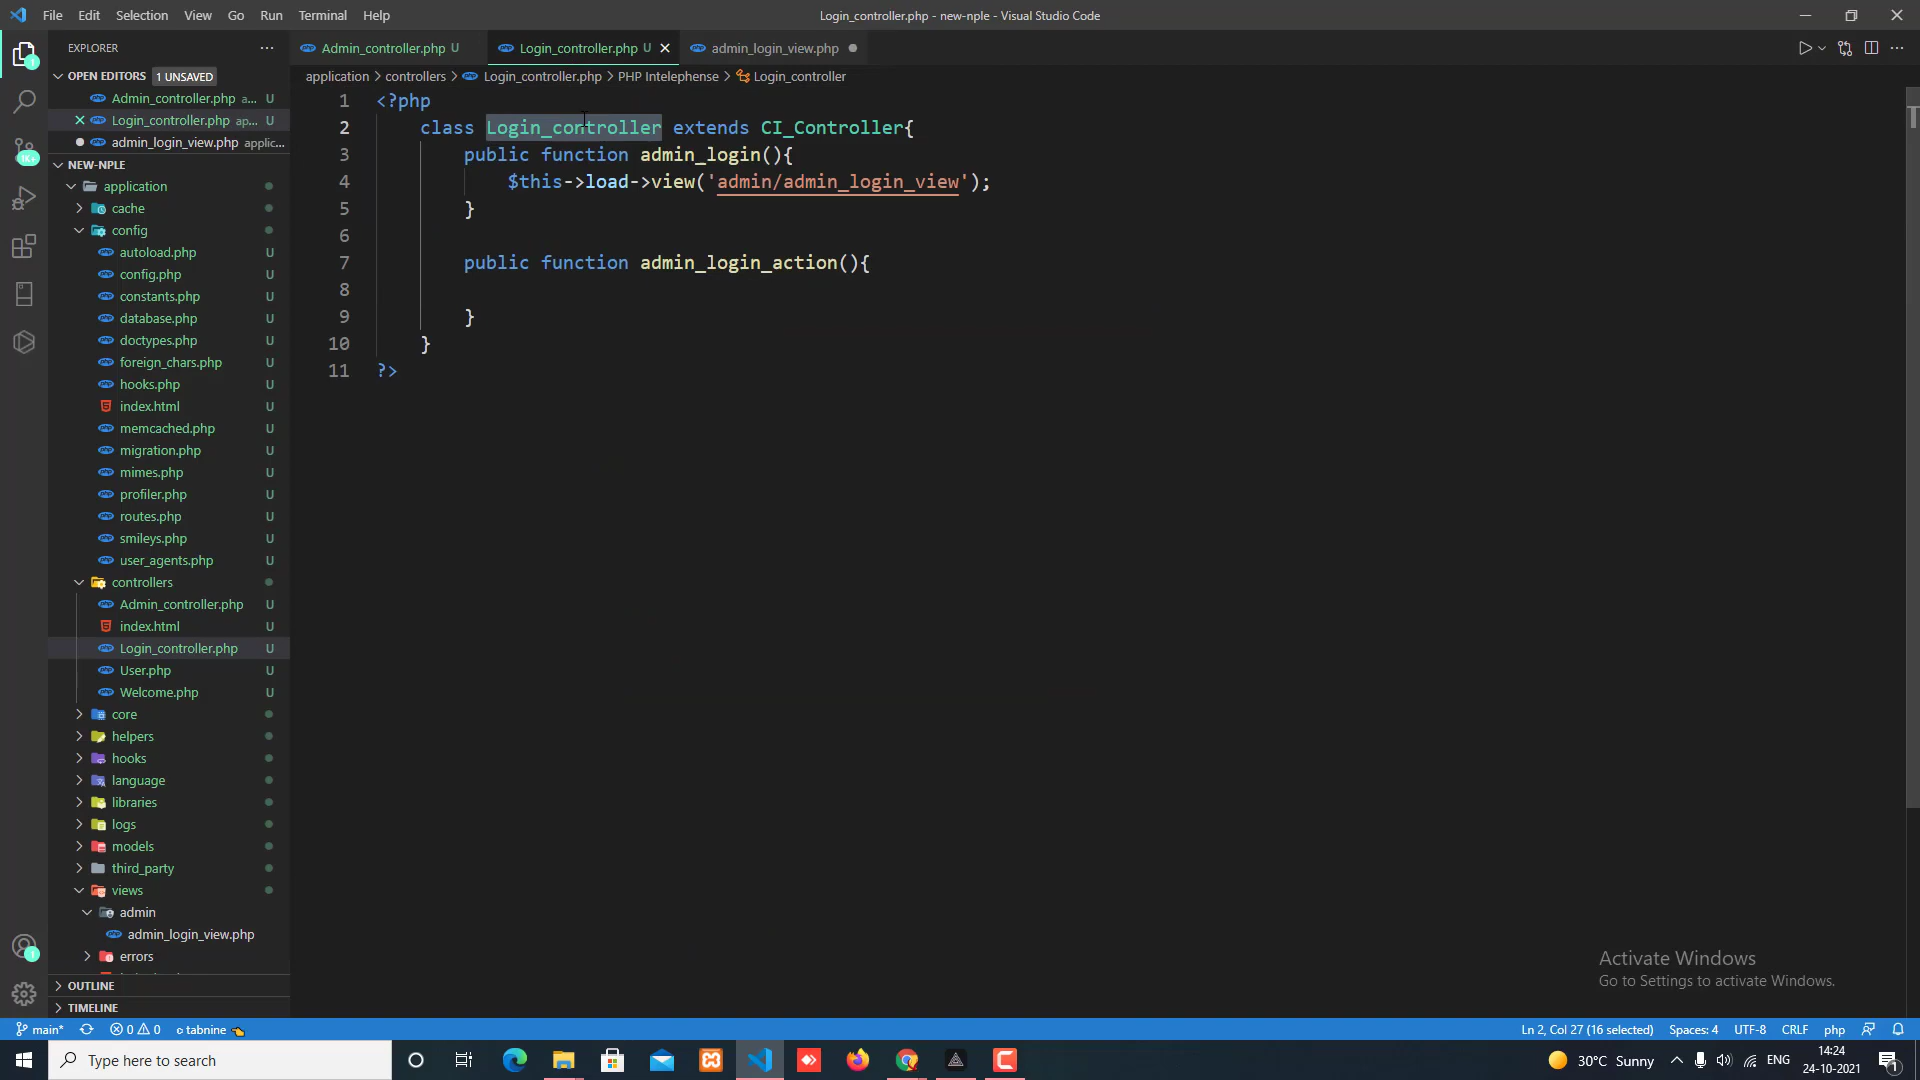 File Edit Selection View Go Run Terminal Help
Login_controller.php - new-nple - Visual Studio Code
EXPLORER
Admin_controller.php U
Login_controller.php U
admin_login_view.php
OPEN EDITORS 1 UNSAVED
application > controllers > Login_controller.php > PHP Intelephense > Login_controller
Admin_controller.php a... U
Login_controller.php ap... U
admin_login_view.php applic...
NEW-NPLE
application
cache
config
autoload.php U
config.php U
constants.php U
database.php U
doctypes.php U
foreign_chars.php U
hooks.php U
index.html U
memcached.php U
migration.php U
mimes.php U
profiler.php U
routes.php U
smileys.php U
user_agents.php U
controllers
Admin_controller.php U
index.html U
Login_controller.php U
User.php U
Welcome.php U
core
helpers
hooks
language
libraries
logs
models
third_party
views
admin
admin_login_view.php
errors
OUTLINE
TIMELINE
1 <?php
2 class Login_controller extends CI_Controller{
3 public function admin_login(){
4 $this->load->view('admin/admin_login_view');
5 }
6
7 public function admin_login_action(){
8
9 }
10 }
11 ?>
Activate Windows
Go to Settings to activate Windows.
main* 0 0 tabnine
Ln 2, Col 27 (16 selected) Spaces: 4 UTF-8 CRLF php
Type here to search
30°C Sunny ENG
14:24
24-10-2021